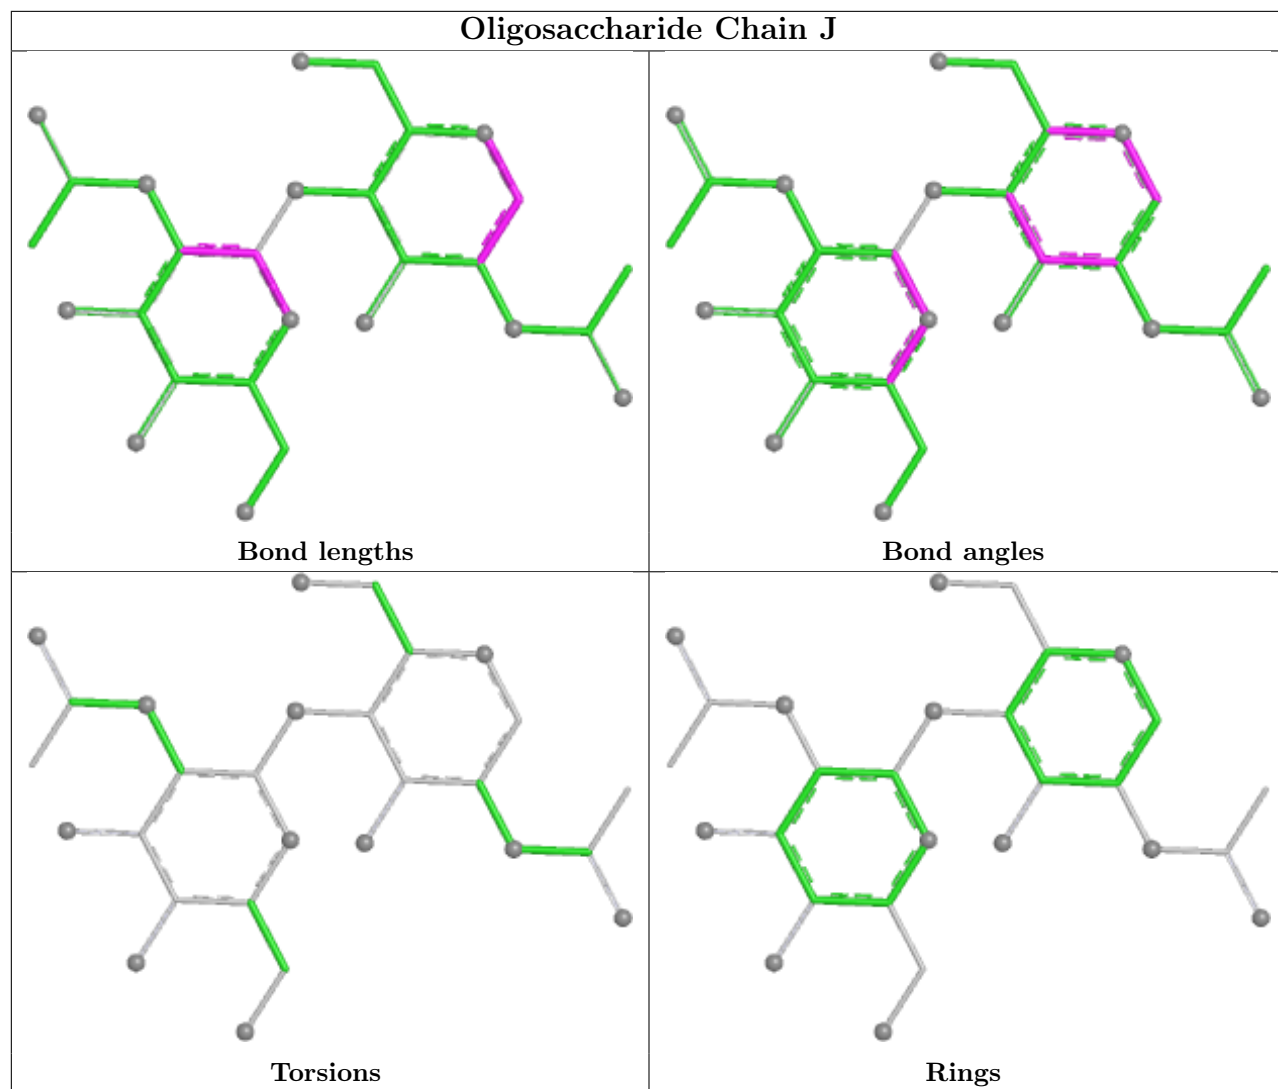 Oligosaccharide Chain J
Bond lengths
Bond angles
Torsions
Rings